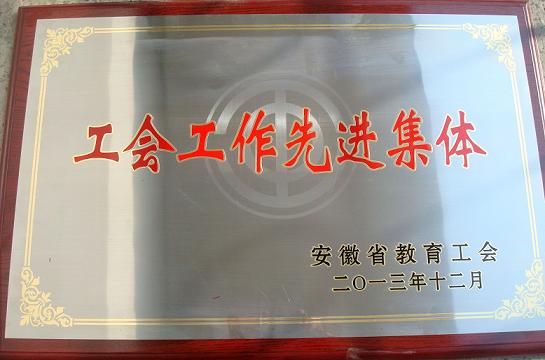 工会工作先进集体
安徽省教育工会
二〇一三年十二月